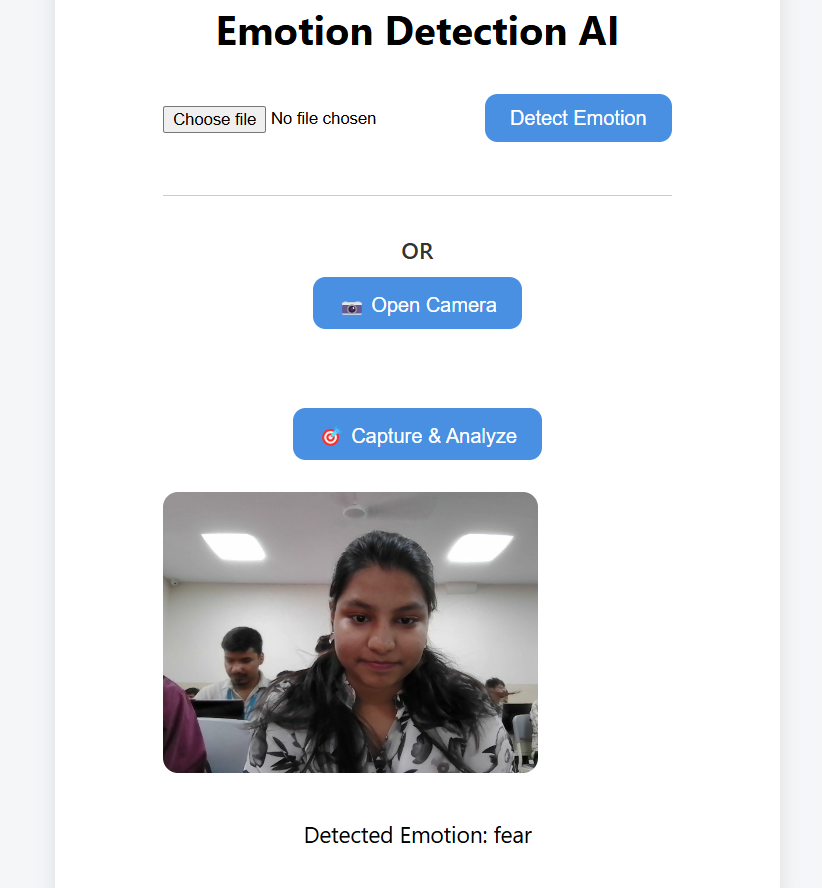 Emotion Detection AI
Choose file No file chosen
Detect Emotion
OR
Open Camera
Capture & Analyze
Detected Emotion: fear